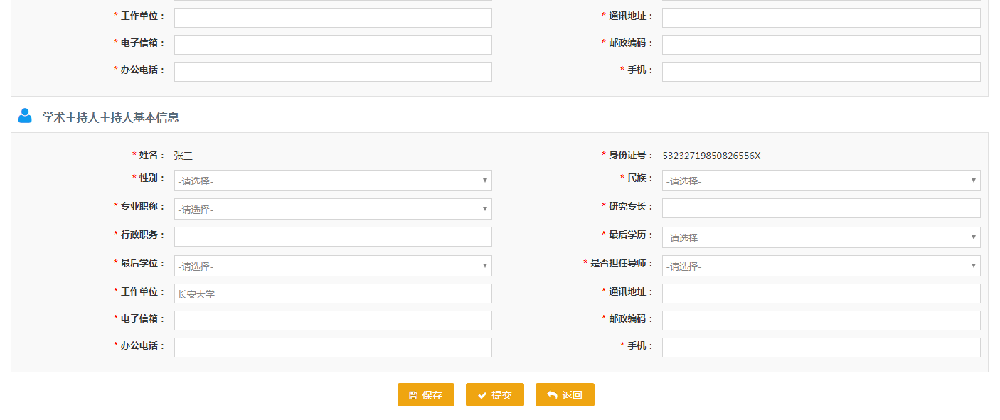 * 工作单位： * 通讯地址：
* 电子信箱： * 邮政编码：
* 办公电话： * 手机：
学术主持人主持人基本信息
* 姓名： 张三 * 身份证号： 53232719850826556X
* 性别： -请选择- * 民族： -请选择-
* 专业职称： -请选择- * 研究专长：
* 行政职务： * 最后学历： -请选择-
* 最后学位： -请选择- * 是否担任导师： -请选择-
* 工作单位： 长安大学 * 通讯地址：
* 电子信箱： * 邮政编码：
* 办公电话： * 手机：
保存 提交 返回